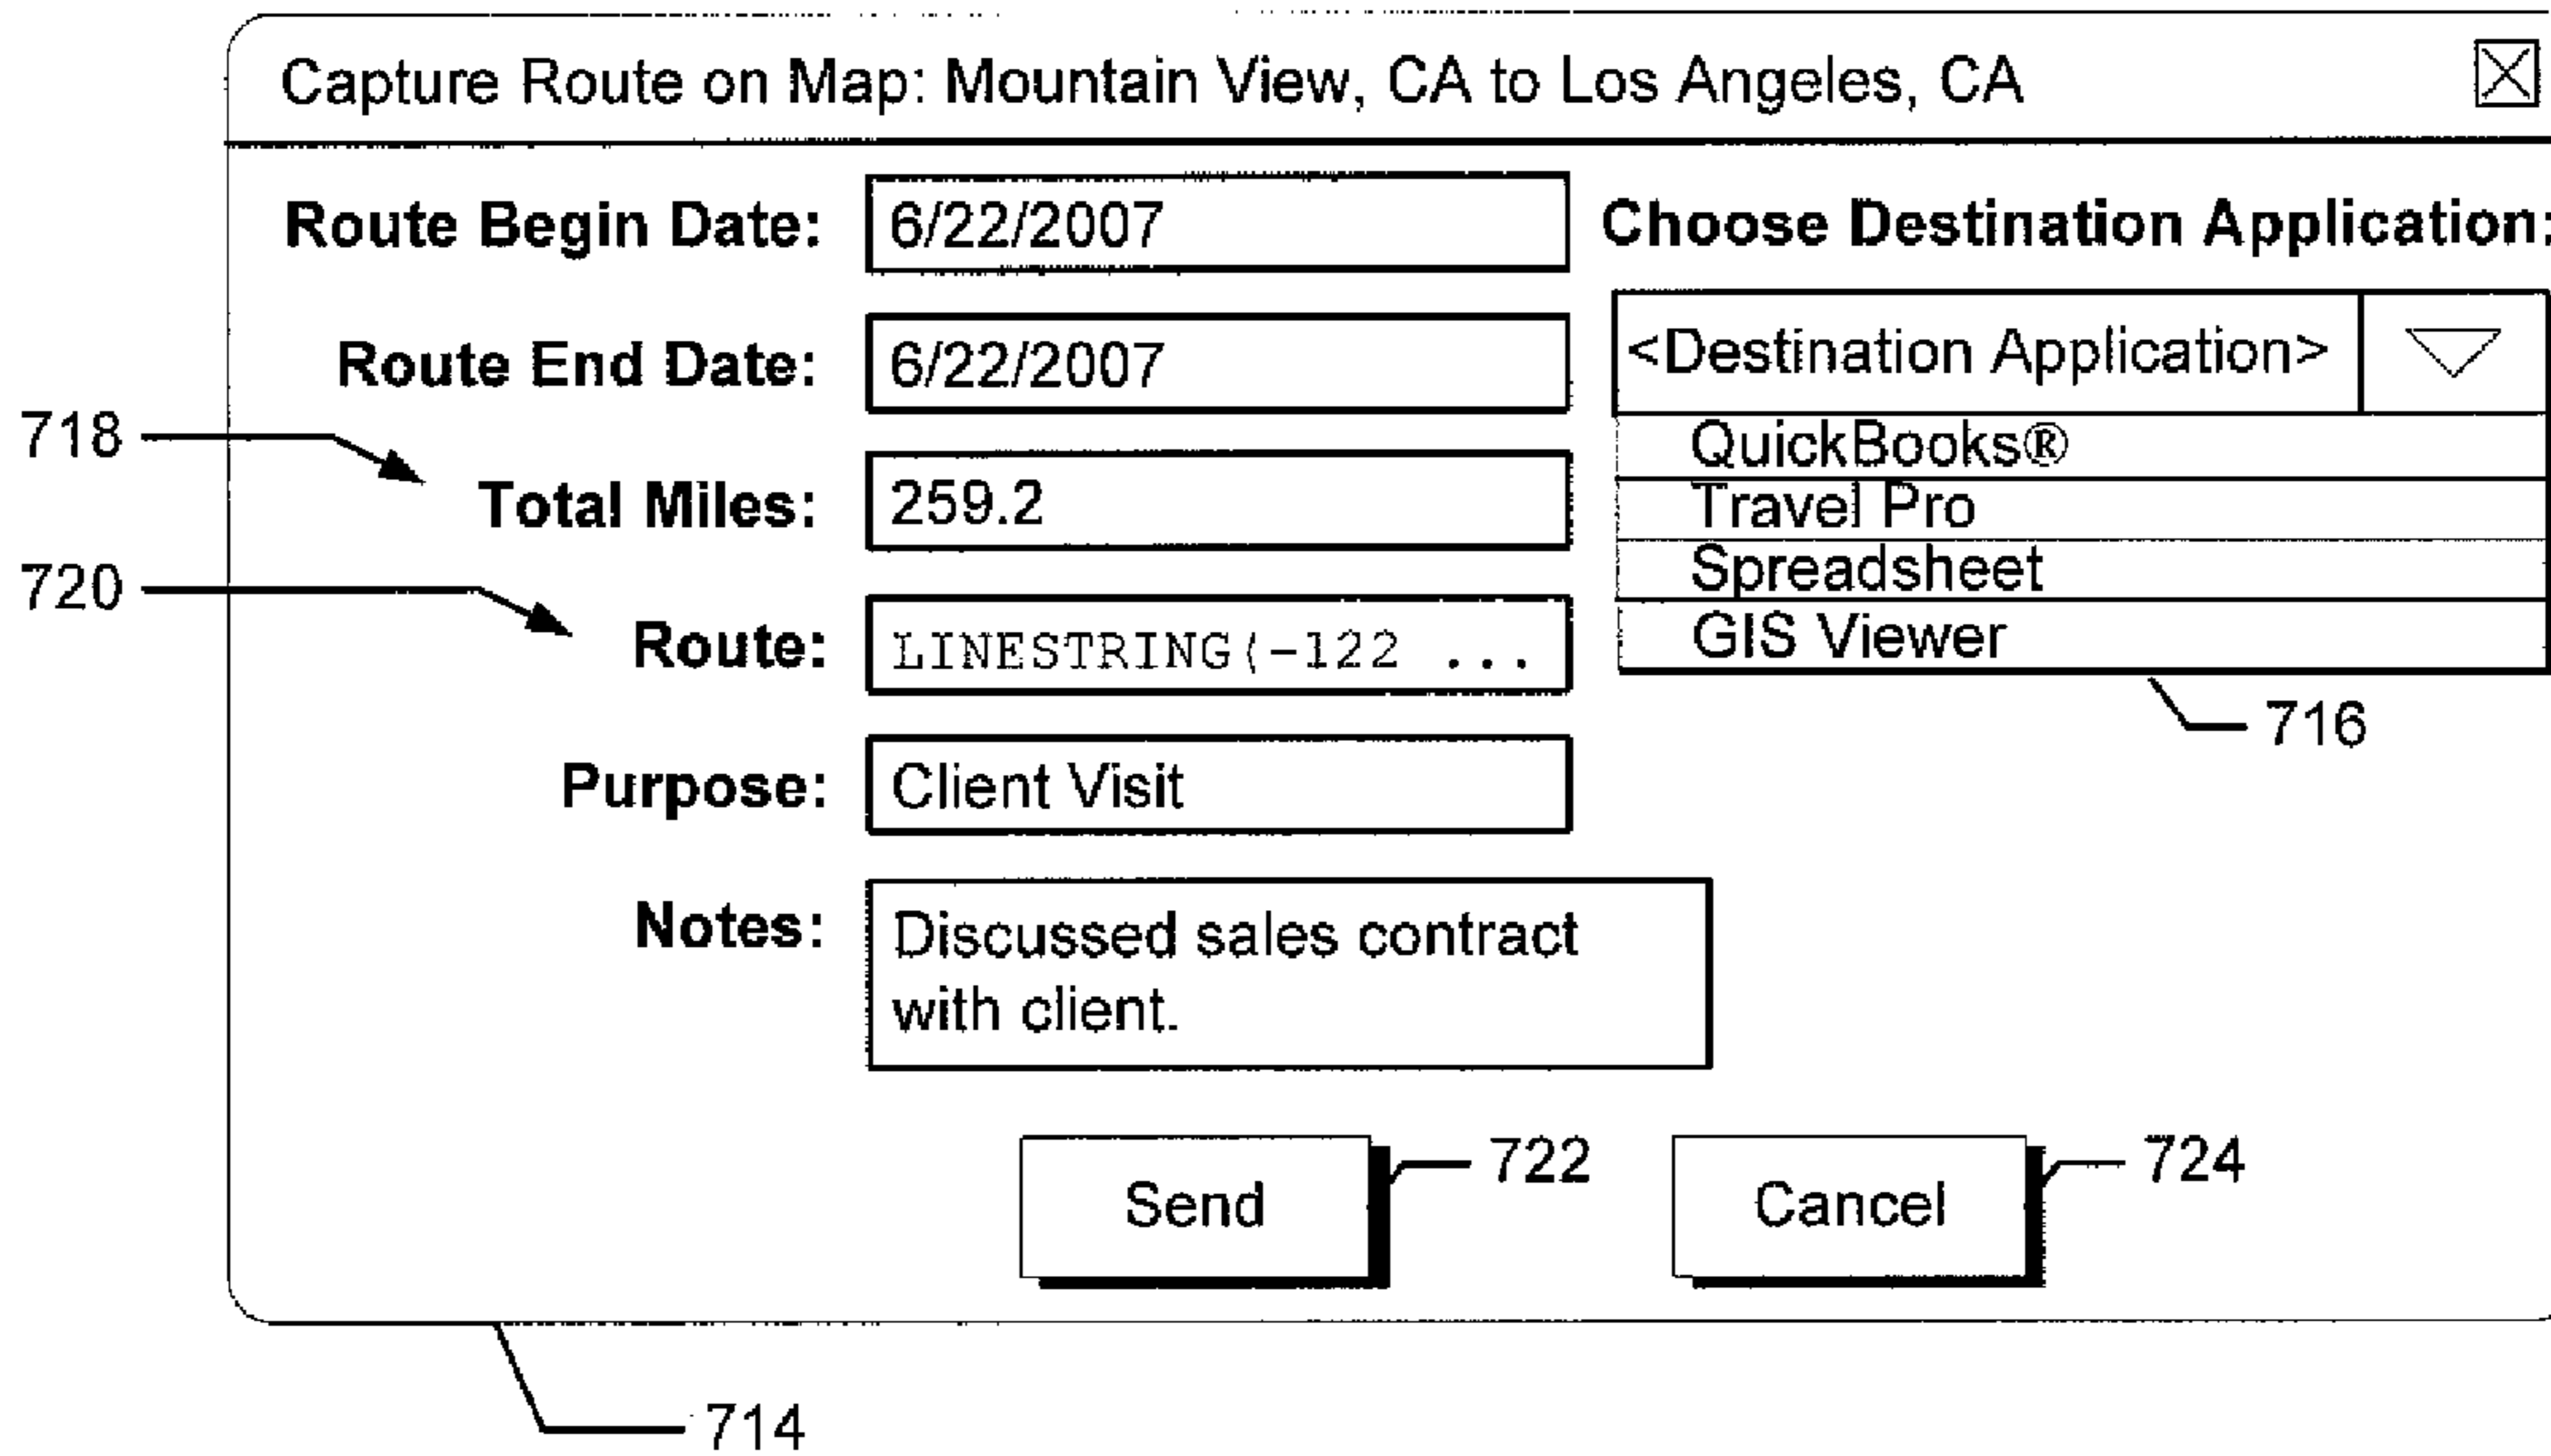 Capture Route on Map: Mountain View, CA to Los Angeles, CA
Route Begin Date: 6/22/2007
Choose Destination Application:
Route End Date: 6/22/2007
<Destination Application>
QuickBooks®
Travel Pro
Spreadsheet
GIS Viewer
716
718
Total Miles: 259.2
720
Route: LINESTRING(-122 ...
Purpose: Client Visit
Notes: Discussed sales contract
with client.
Send 722
Cancel 724
714